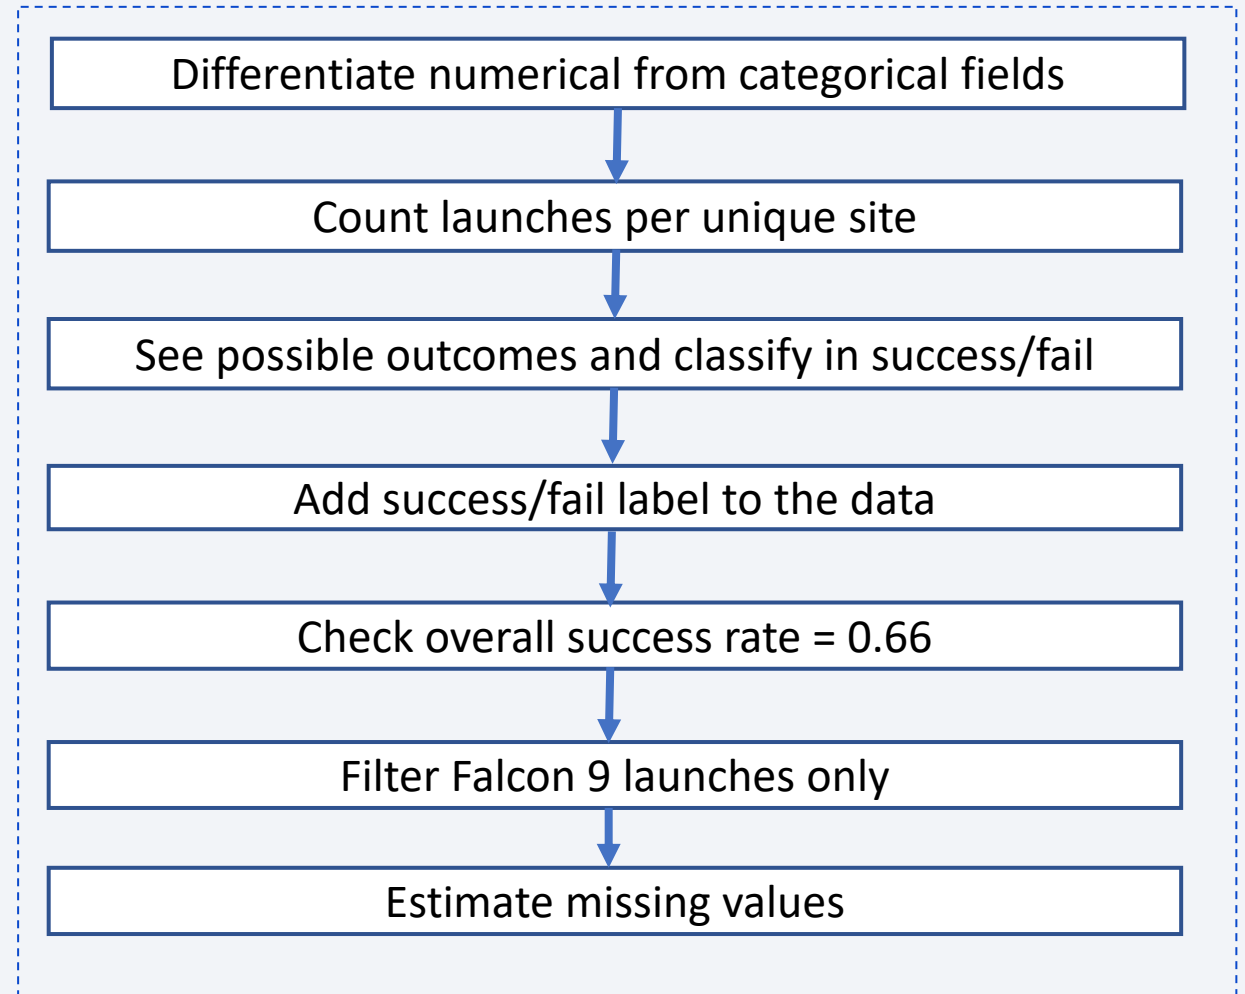 Differentiate numerical from categorical fields
Count launches per unique site
See possible outcomes and classify in success/fail
Add success/fail label to the data
Check overall success rate = 0.66
Filter Falcon 9 launches only
Estimate missing values